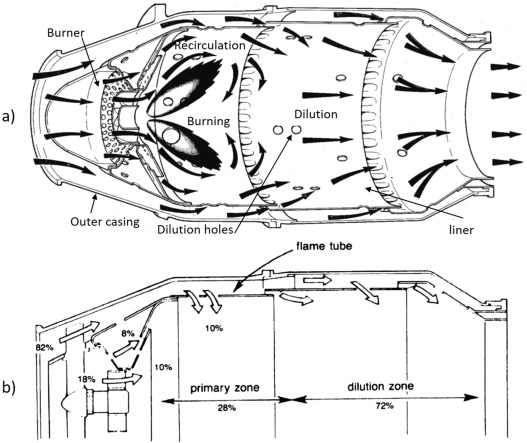 Burner
Recirculation
a)
Burning
Dilution
Outer casing
Dilution holes
liner
flame tube
82%
8%
10%
18%
10%
b)
primary zone
dilution zone
28%
72%